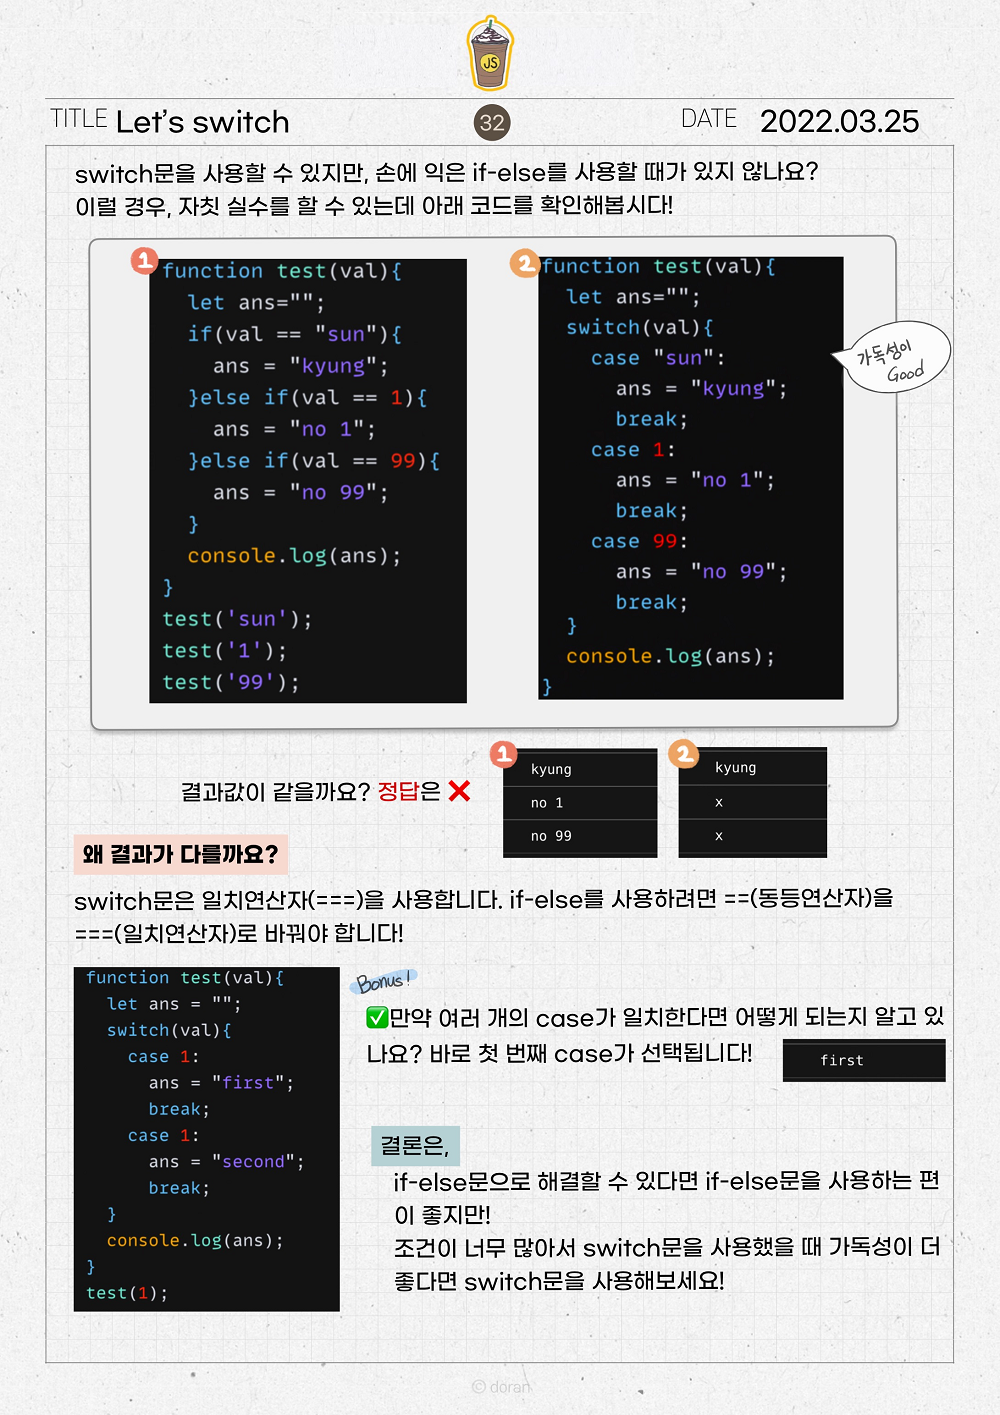 JS
TITLE Let's switch
32
DATE 2022.03.25
switch문을 사용할 수 있지만, 손에 익은 if-else를 사용할 때가 있지 않나요?
이럴 경우, 자칫 실수를 할 수 있는데 아래 코드를 확인해봅시다!
1
function test(val){
let ans="";
if(val == "sun"){
ans = "kyung";
}else if(val == 1){
ans = "no 1";
}else if(val == 99){
ans = "no 99";
}
console.log(ans);
}
test('sun');
test('1');
test('99');
2
function test(val){
let ans="";
switch(val){
case "sun":
ans = "kyung";
break;
case 1:
ans = "no 1";
break;
case 99:
ans = "no 99";
break;
}
console.log(ans);
}
가독성이
Good
결과값이 같을까요? 정답은 ❌
1
kyung
no 1
no 99
2
kyung
x
x
왜 결과가 다를까요?
switch문은 일치연산자(===)을 사용합니다. if-else를 사용하려면 ==(동등연산자)을
===(일치연산자)로 바꿔야 합니다!
function test(val){
let ans = "";
switch(val){
case 1:
ans = "first";
break;
case 1:
ans = "second";
break;
}
console.log(ans);
}
test(1);
Bonus!
✅만약 여러 개의 case가 일치한다면 어떻게 되는지 알고 있
나요? 바로 첫 번째 case가 선택됩니다!
first
결론은,
if-else문으로 해결할 수 있다면 if-else문을 사용하는 편
이 좋지만!
조건이 너무 많아서 switch문을 사용했을 때 가독성이 더
좋다면 switch문을 사용해보세요!
© doran